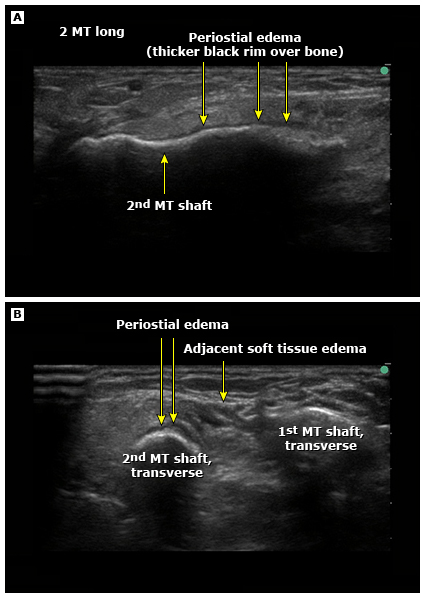 A
2 MT long
Periostial edema
(thicker black rim over bone)
2nd MT shaft
B
Periostial edema
Adjacent soft tissue edema
1st MT shaft,
transverse
2nd MT shaft,
transverse